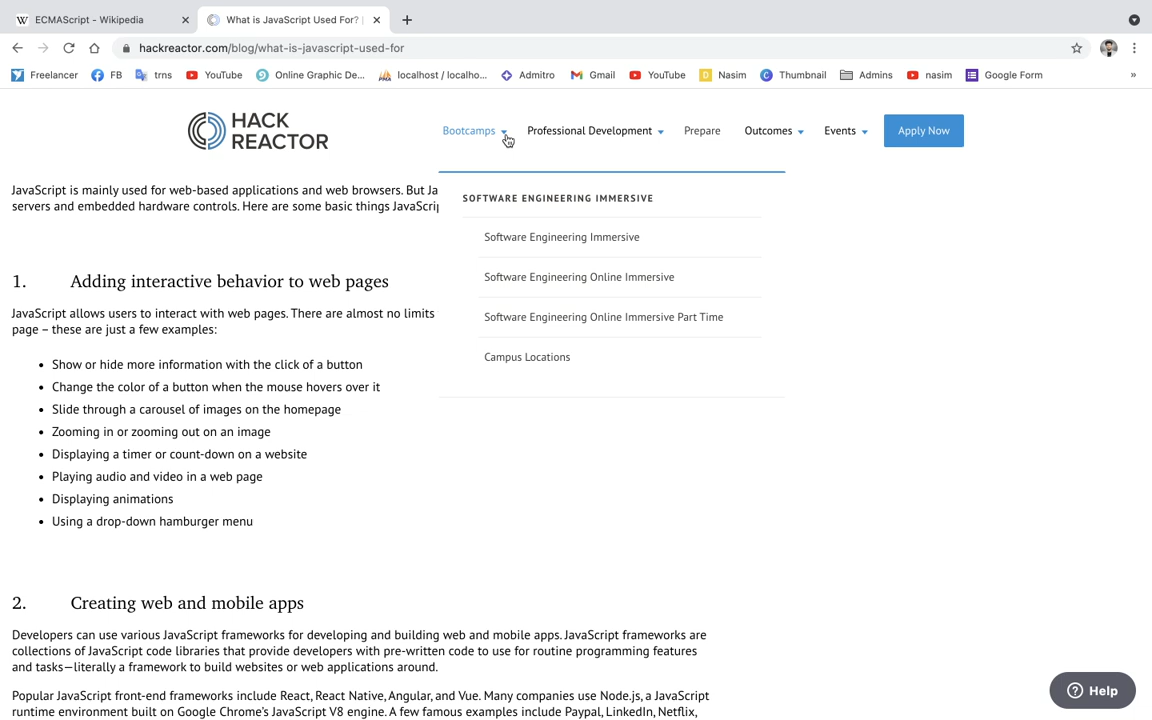 ECMAScript - Wikipedia
What is JavaScript Used For? |
hackreactor.com/blog/what-is-javascript-used-for
Freelancer FB trns YouTube Online Graphic De... localhost / localho... Admitro Gmail YouTube Nasim Thumbnail Admins nasim Google Form »
HACK
REACTOR
Bootcamps Professional Development Prepare Outcomes Events Apply Now
JavaScript is mainly used for web-based applications and web browsers. But Ja
servers and embedded hardware controls. Here are some basic things JavaScrip
SOFTWARE ENGINEERING IMMERSIVE
Software Engineering Immersive
Software Engineering Online Immersive
Software Engineering Online Immersive Part Time
Campus Locations
1. Adding interactive behavior to web pages
JavaScript allows users to interact with web pages. There are almost no limits
page – these are just a few examples:
• Show or hide more information with the click of a button
• Change the color of a button when the mouse hovers over it
• Slide through a carousel of images on the homepage
• Zooming in or zooming out on an image
• Displaying a timer or count-down on a website
• Playing audio and video in a web page
• Displaying animations
• Using a drop-down hamburger menu
2. Creating web and mobile apps
Developers can use various JavaScript frameworks for developing and building web and mobile apps. JavaScript frameworks are
collections of JavaScript code libraries that provide developers with pre-written code to use for routine programming features
and tasks—literally a framework to build websites or web applications around.
Popular JavaScript front-end frameworks include React, React Native, Angular, and Vue. Many companies use Node.js, a JavaScript
runtime environment built on Google Chrome's JavaScript V8 engine. A few famous examples include Paypal, LinkedIn, Netflix,
Help